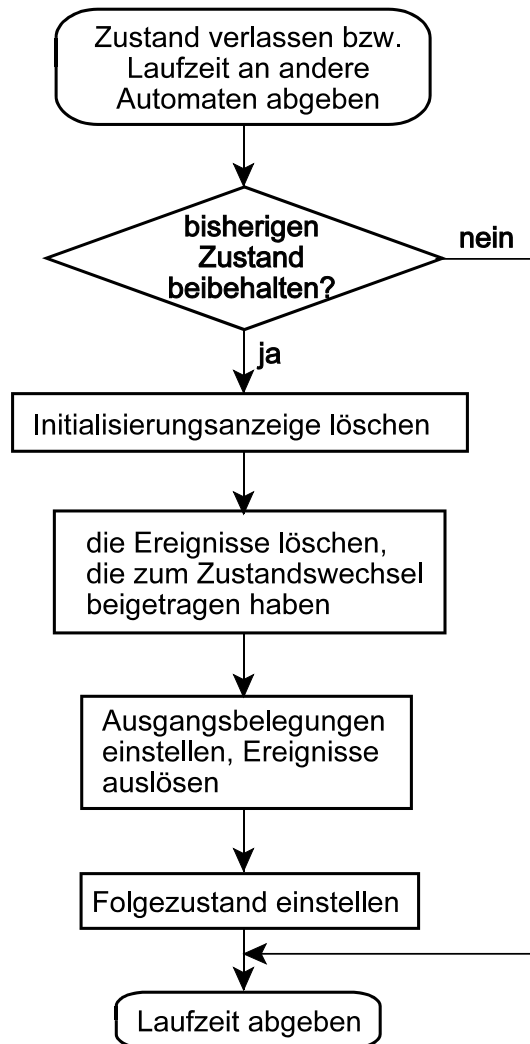 Zustand verlassen bzw.
Laufzeit an andere
Automaten abgeben
bisherigen
Zustand
beibehalten?
nein
ja
Initialisierungsanzeige löschen
die Ereignisse löschen,
die zum Zustandswechsel
beigetragen haben
Ausgangsbelegungen
einstellen, Ereignisse
auslösen
Folgezustand einstellen
Laufzeit abgeben